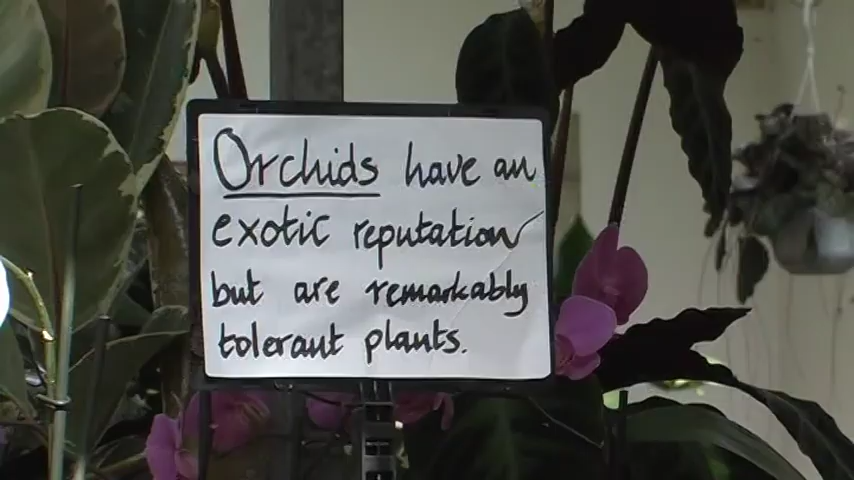 Orchids have an
exotic reputation
but are remarkably
tolerant plants.